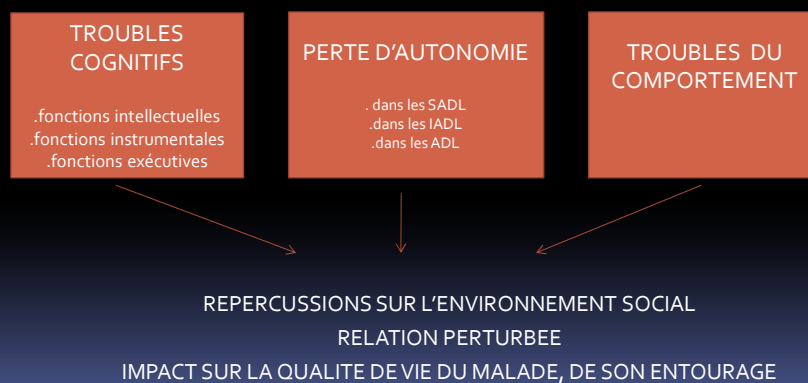 TROUBLES
COGNITIFS
.fonctions intellectuelles
.fonctions instrumentales
.fonctions exécutives
PERTE D'AUTONOMIE
. dans les SADL
.dans les IADL
.dans les ADL
TROUBLES DU
COMPORTEMENT
REPERCUSSIONS SUR L'ENVIRONNEMENT SOCIAL
RELATION PERTURBEE
IMPACT SUR LA QUALITE DE VIE DU MALADE, DE SON ENTOURAGE